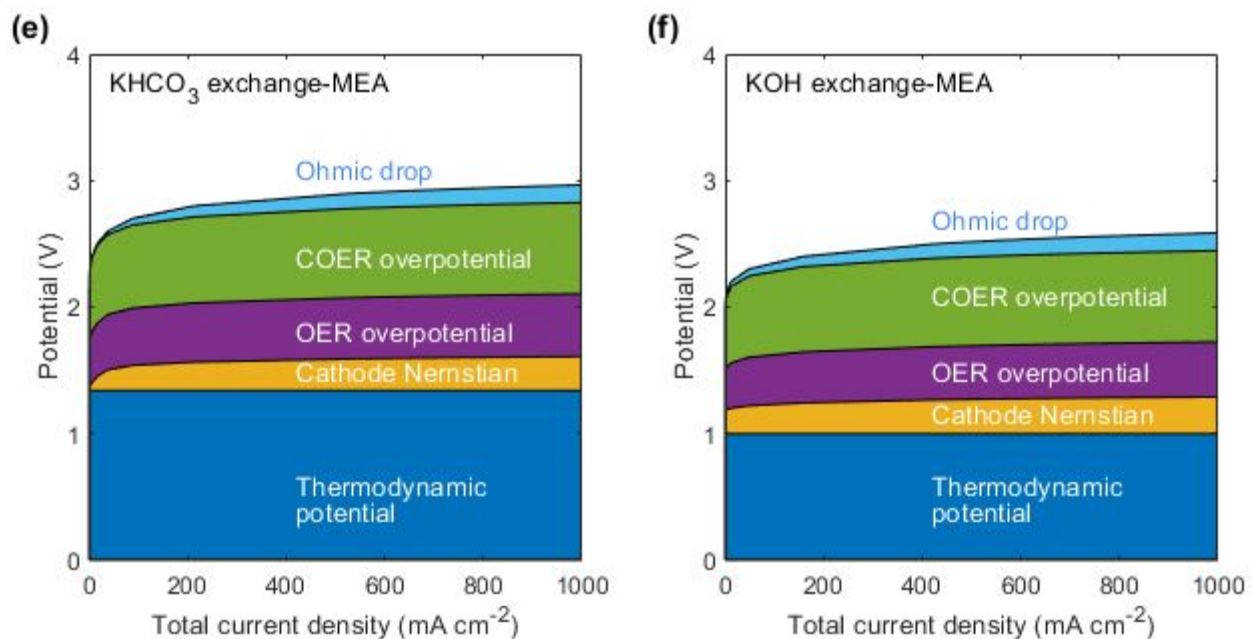 (e)
KHCO3 exchange-MEA
Ohmic drop
COER overpotential
OER overpotential
Cathode Nernstian
Thermodynamic
potential
Potential (V)
4
3
2
1
0
0 200 400 600 800 1000
Total current density (mA cm-2)
(f)
KOH exchange-MEA
Ohmic drop
COER overpotential
OER overpotential
Cathode Nernstian
Thermodynamic
potential
Potential (V)
4
3
2
1
0
0 200 400 600 800 1000
Total current density (mA cm-2)